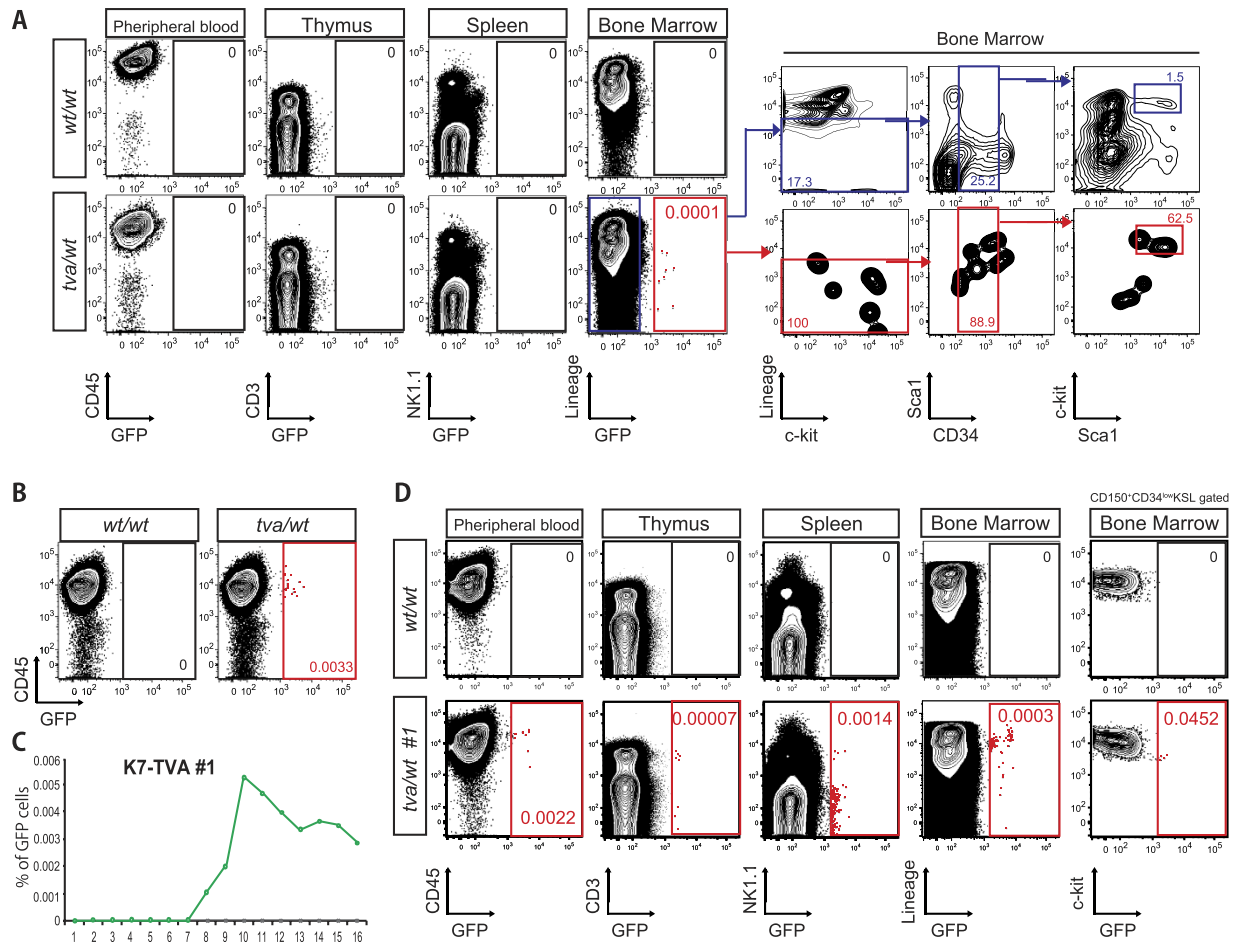 A
Pheripheral blood
Thymus
Spleen
Bone Marrow
Bone Marrow
wt/wt
0
0
0
0
17.3
25.2
1.5
tva/wt
0
0
0
0.0001
100
88.9
62.5
CD45
GFP
CD3
GFP
NK1.1
GFP
Lineage
GFP
Lineage
c-kit
Sca1
CD34
c-kit
Sca1
B
wt/wt
tva/wt
0
0.0033
CD45
GFP
C
K7-TVA #1
% of GFP cells
0.006
0.005
0.004
0.003
0.002
0.001
0
1 2 3 4 5 6 7 8 9 10 11 12 13 14 15 16
D
CD150⁺CD34ˡᵒʷKSL gated
Pheripheral blood
Thymus
Spleen
Bone Marrow
Bone Marrow
wt/wt
0
0
0
0
0
tva/wt #1
0.0022
0.00007
0.0014
0.0003
0.0452
CD45
GFP
CD3
GFP
NK1.1
GFP
Lineage
GFP
c-kit
GFP